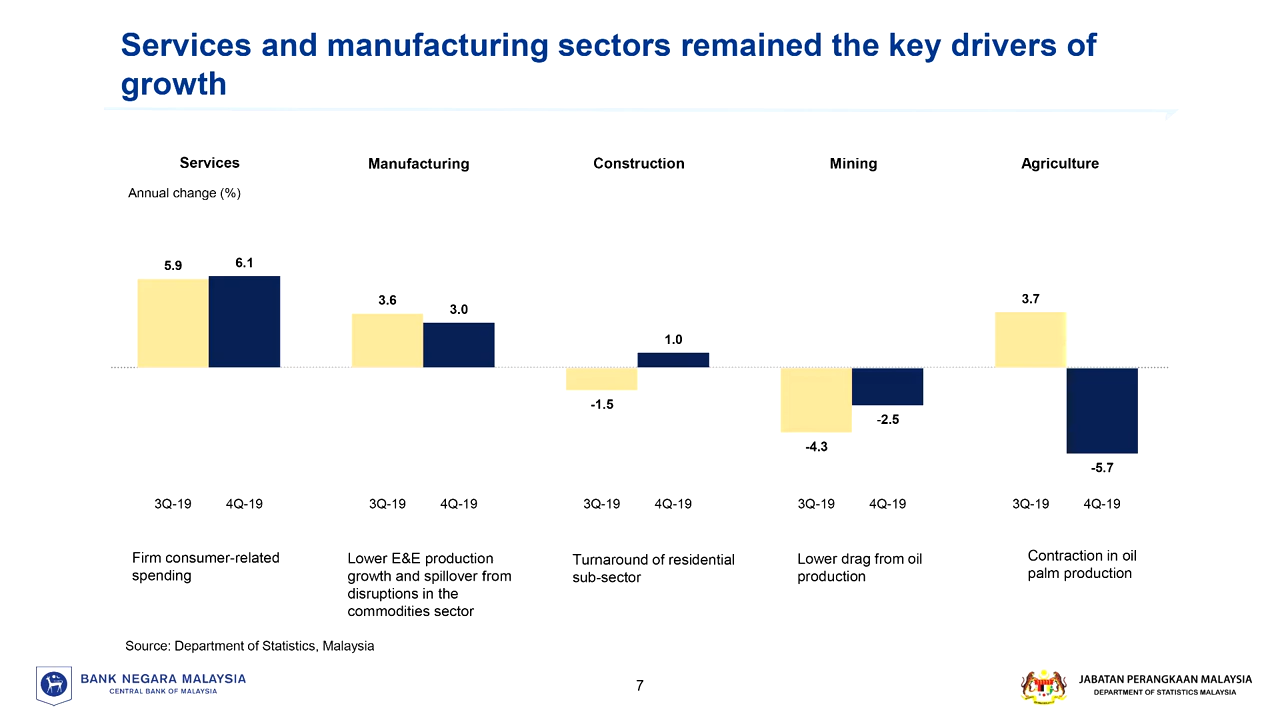 Services and manufacturing sectors remained the key drivers of
growth
Services
Manufacturing
Construction
Mining
Agriculture
Annual change (%)
5.9
6.1
3.6
3.0
-1.5
1.0
-4.3
-2.5
3.7
-5.7
3Q-19
4Q-19
3Q-19
4Q-19
3Q-19
4Q-19
3Q-19
4Q-19
3Q-19
4Q-19
Firm consumer-related
spending
Lower E&E production
growth and spillover from
disruptions in the
commodities sector
Turnaround of residential
sub-sector
Lower drag from oil
production
Contraction in oil
palm production
Source: Department of Statistics, Malaysia
BANK NEGARA MALAYSIA
CENTRAL BANK OF MALAYSIA
7
JABATAN PERANGKAAN MALAYSIA
DEPARTMENT OF STATISTICS MALAYSIA